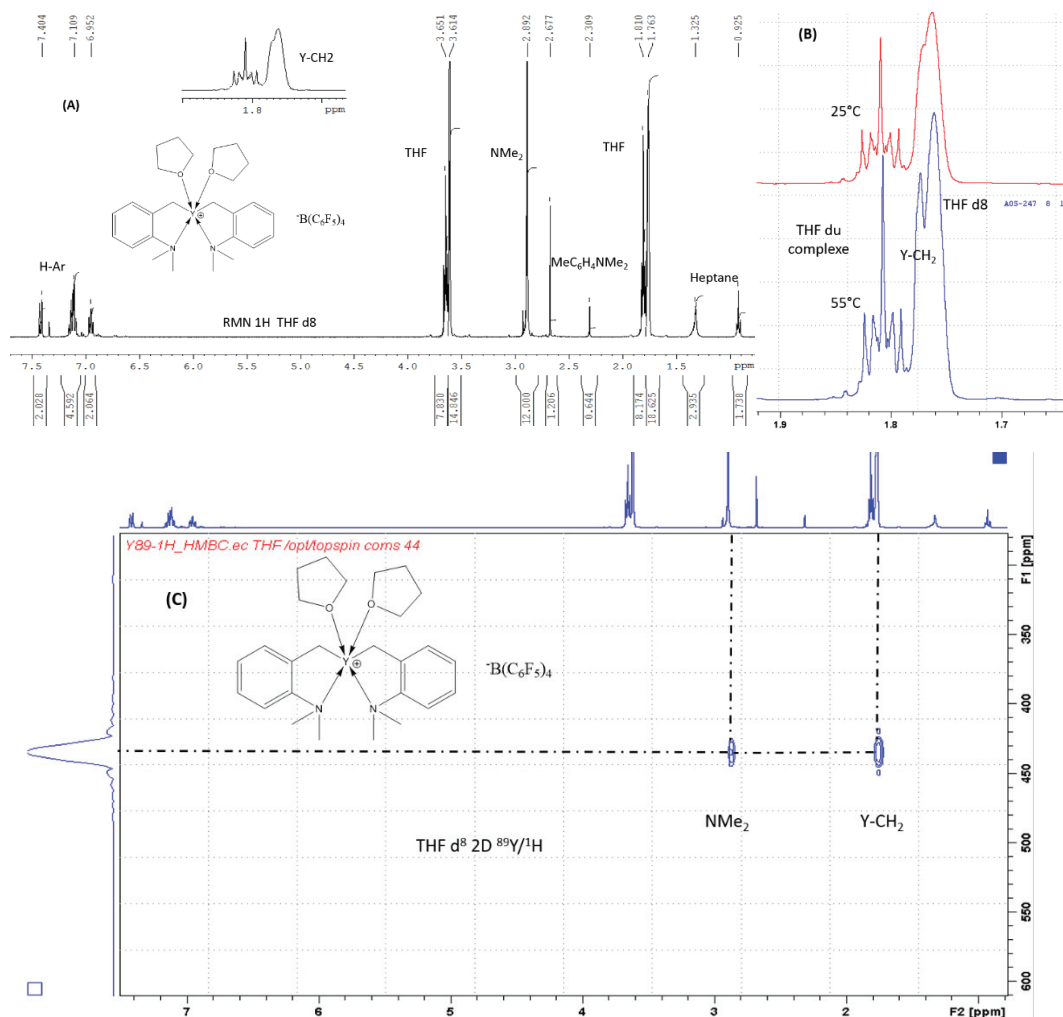 7.404
7.109
6.952
3.651
3.614
2.892
2.677
2.309
1.810
1.763
1.325
0.925
(A)
Y-CH2
1.8
ppm
O
O
Y
⊕
N
N
-B(C6F5)4
H-Ar
RMN 1H THF d8
THF
NMe2
MeC6H4NMe2
THF
Heptane
7.5 7.0 6.5 6.0 5.5 5.0 4.5 4.0 3.5 3.0 2.5 2.0 1.5 ppm
2.028
4.592
2.064
7.830
14.846
12.000
1.206
0.644
8.174
18.625
2.935
1.738
(B)
25°C
THF d8
A0S-247 8 1
THF du
complexe
Y-CH2
55°C
1.9 1.8 1.7
Y89-1H_HMBC.ec THF /opt/topspin coms 44
(C)
O
O
Y
⊕
N
N
-B(C6F5)4
NMe2
Y-CH2
THF d8 2D 89Y/1H
F1 [ppm]
350
400
450
500
550
600
7 6 5 4 3 2 F2 [ppm]